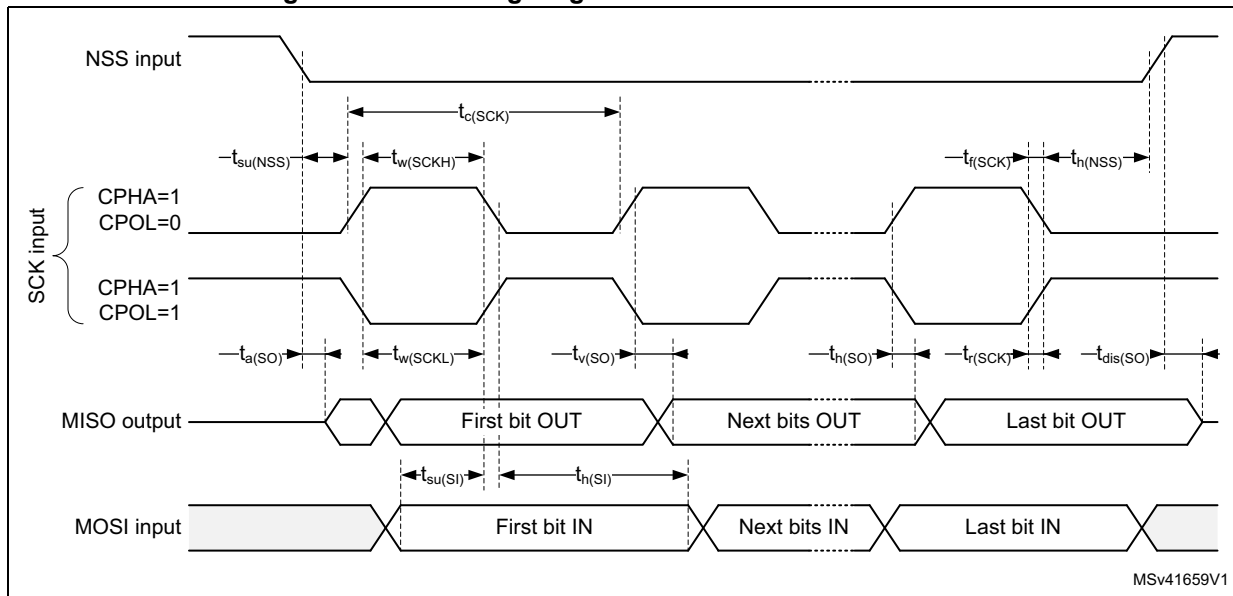 NSS input
tc(SCK)
tsu(NSS)
tw(SCKH)
tf(SCK)
th(NSS)
SCK input
CPHA=1
CPOL=0
CPHA=1
CPOL=1
ta(SO)
tw(SCKL)
tv(SO)
th(SO)
tr(SCK)
tdis(SO)
MISO output
First bit OUT
Next bits OUT
Last bit OUT
tsu(SI)
th(SI)
MOSI input
First bit IN
Next bits IN
Last bit IN
MSv41659V1